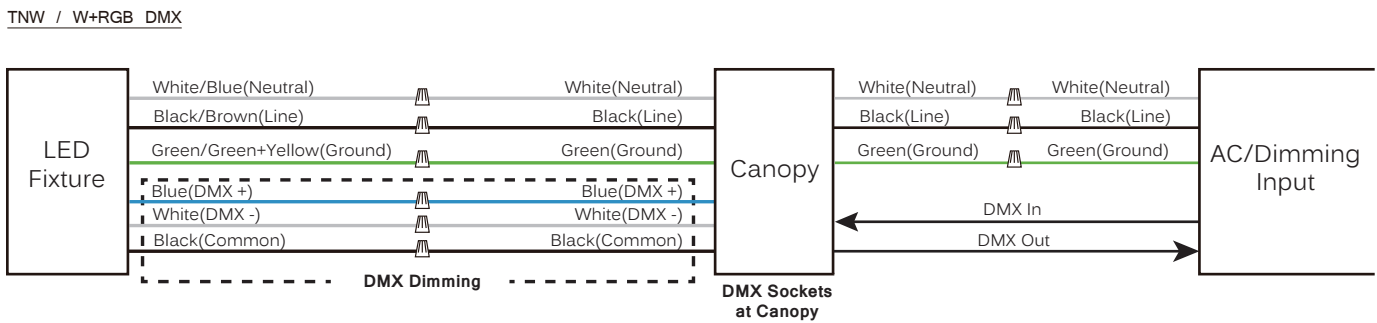 TNW / W+RGB DMX
White/Blue(Neutral) White(Neutral) White(Neutral) White(Neutral)
Black/Brown(Line) Black(Line) Black(Line) Black(Line)
Green/Green+Yellow(Ground) Green(Ground) Green(Ground) Green(Ground)
LED
Fixture
Canopy
AC/Dimming
Input
Blue(DMX +) Blue(DMX +)
White(DMX -) White(DMX -)
Black(Common) Black(Common)
DMX In
DMX Out
DMX Dimming
DMX Sockets
at Canopy